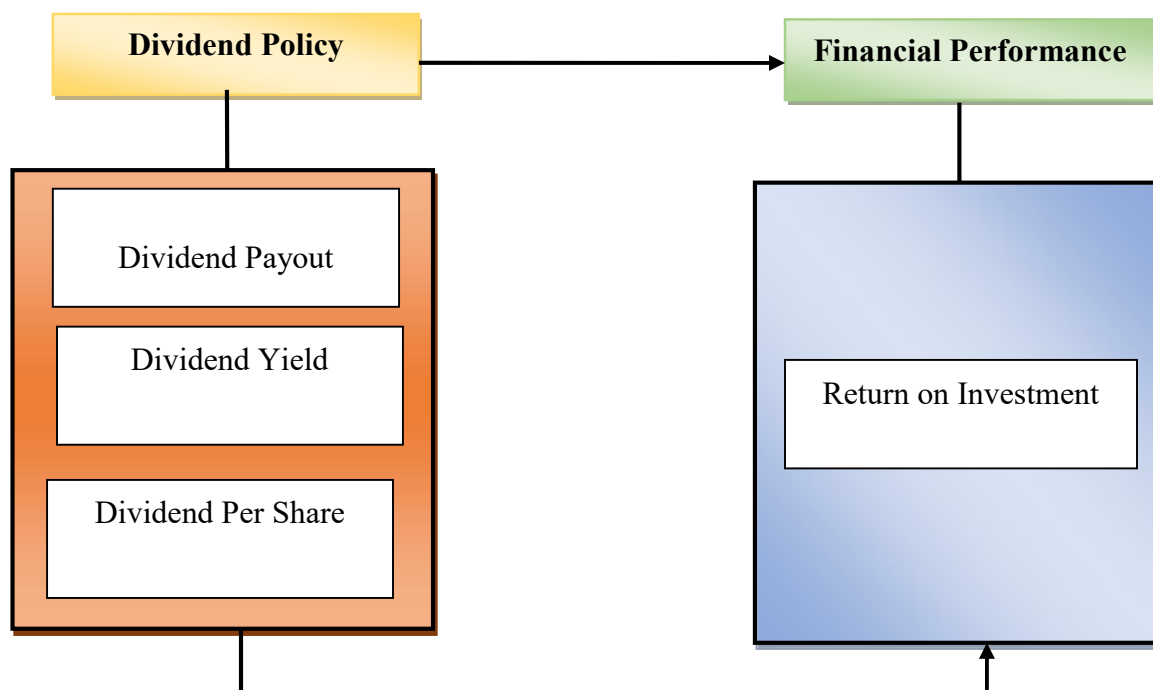 Dividend Policy
Financial Performance
Dividend Payout
Dividend Yield
Dividend Per Share
Return on Investment